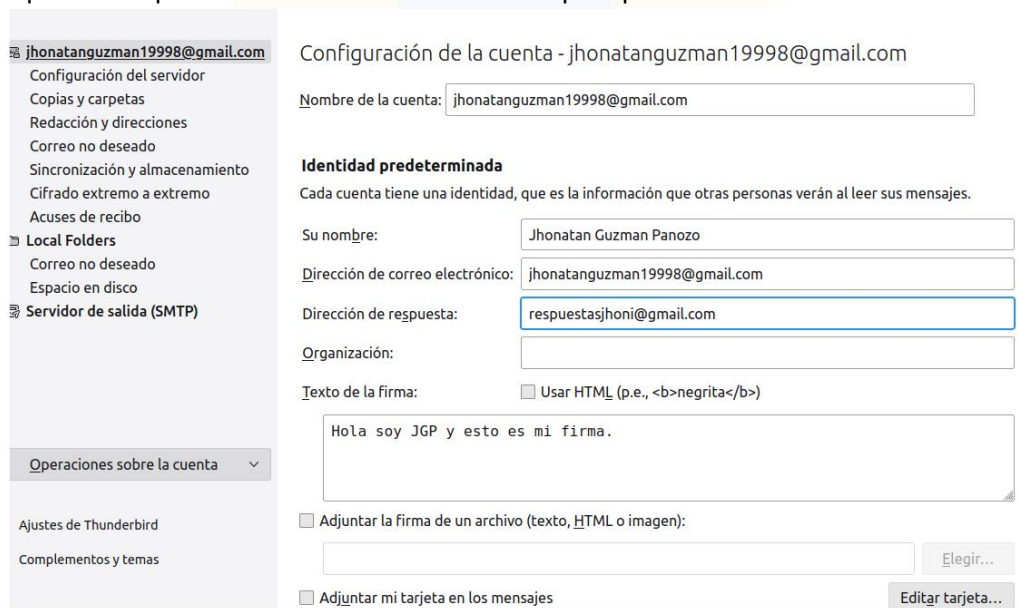 jhonatanguzman19998@gmail.com
Configuración del servidor
Copias y carpetas
Redacción y direcciones
Correo no deseado
Sincronización y almacenamiento
Cifrado extremo a extremo
Acuses de recibo
Local Folders
Correo no deseado
Espacio en disco
Servidor de salida (SMTP)
Operaciones sobre la cuenta
Ajustes de Thunderbird
Complementos y temas
Configuración de la cuenta - jhonatanguzman19998@gmail.com
Nombre de la cuenta: jhonatanguzman19998@gmail.com
Identidad predeterminada
Cada cuenta tiene una identidad, que es la información que otras personas verán al leer sus mensajes.
Su nombre: Jhonatan Guzman Panozo
Dirección de correo electrónico: jhonatanguzman19998@gmail.com
Dirección de respuesta: respuestasjhoni@gmail.com
Organización:
Texto de la firma: Usar HTML (p.e., <b>negrita</b>)
Hola soy JGP y esto es mi firma.
Adjuntar la firma de un archivo (texto, HTML o imagen):
Elegir...
Adjuntar mi tarjeta en los mensajes Editar tarjeta...